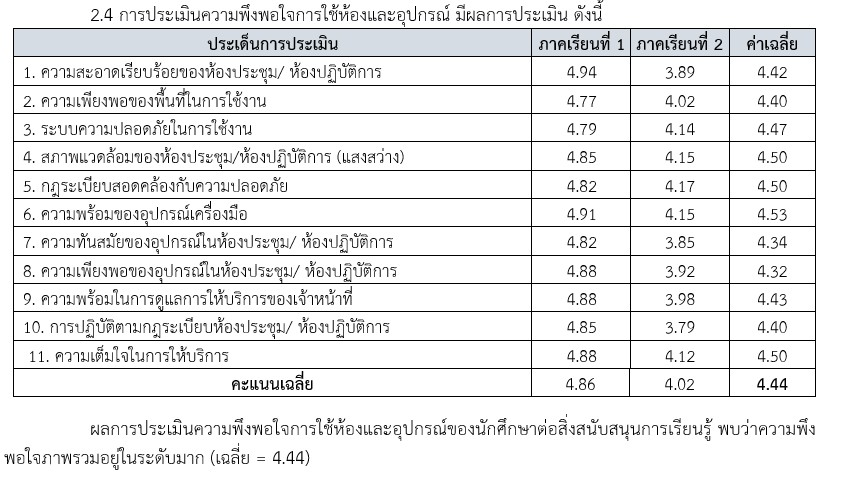 2.4 การประเมินความพึงพอใจการใช้ห้องและอุปกรณ์ มีผลการประเมิน ดังนี้
ประเด็นการประเมิน ภาคเรียนที่ 1 ภาคเรียนที่ 2 ค่าเฉลี่ย
1. ความสะอาดเรียบร้อยของห้องประชุม/ ห้องปฏิบัติการ 4.94 3.89 4.42
2. ความเพียงพอของพื้นที่ในการใช้งาน 4.77 4.02 4.40
3. ระบบความปลอดภัยในการใช้งาน 4.79 4.14 4.47
4. สภาพแวดล้อมของห้องประชุม/ห้องปฏิบัติการ (แสงสว่าง) 4.85 4.15 4.50
5. กฎระเบียบสอดคล้องกับความปลอดภัย 4.82 4.17 4.50
6. ความพร้อมของอุปกรณ์เครื่องมือ 4.91 4.15 4.53
7. ความทันสมัยของอุปกรณ์ในห้องประชุม/ ห้องปฏิบัติการ 4.82 3.85 4.34
8. ความเพียงพอของอุปกรณ์ในห้องประชุม/ ห้องปฏิบัติการ 4.88 3.92 4.32
9. ความพร้อมในการดูแลการให้บริการของเจ้าหน้าที่ 4.88 3.98 4.43
10. การปฏิบัติตามกฎระเบียบห้องประชุม/ ห้องปฏิบัติการ 4.85 3.79 4.40
11. ความเต็มใจในการให้บริการ 4.88 4.12 4.50
คะแนนเฉลี่ย 4.86 4.02 4.44
ผลการประเมินความพึงพอใจการใช้ห้องและอุปกรณ์ของนักศึกษาต่อสิ่งสนับสนุนการเรียนรู้ พบว่าความพึง
พอใจภาพรวมอยู่ในระดับมาก (เฉลี่ย = 4.44)